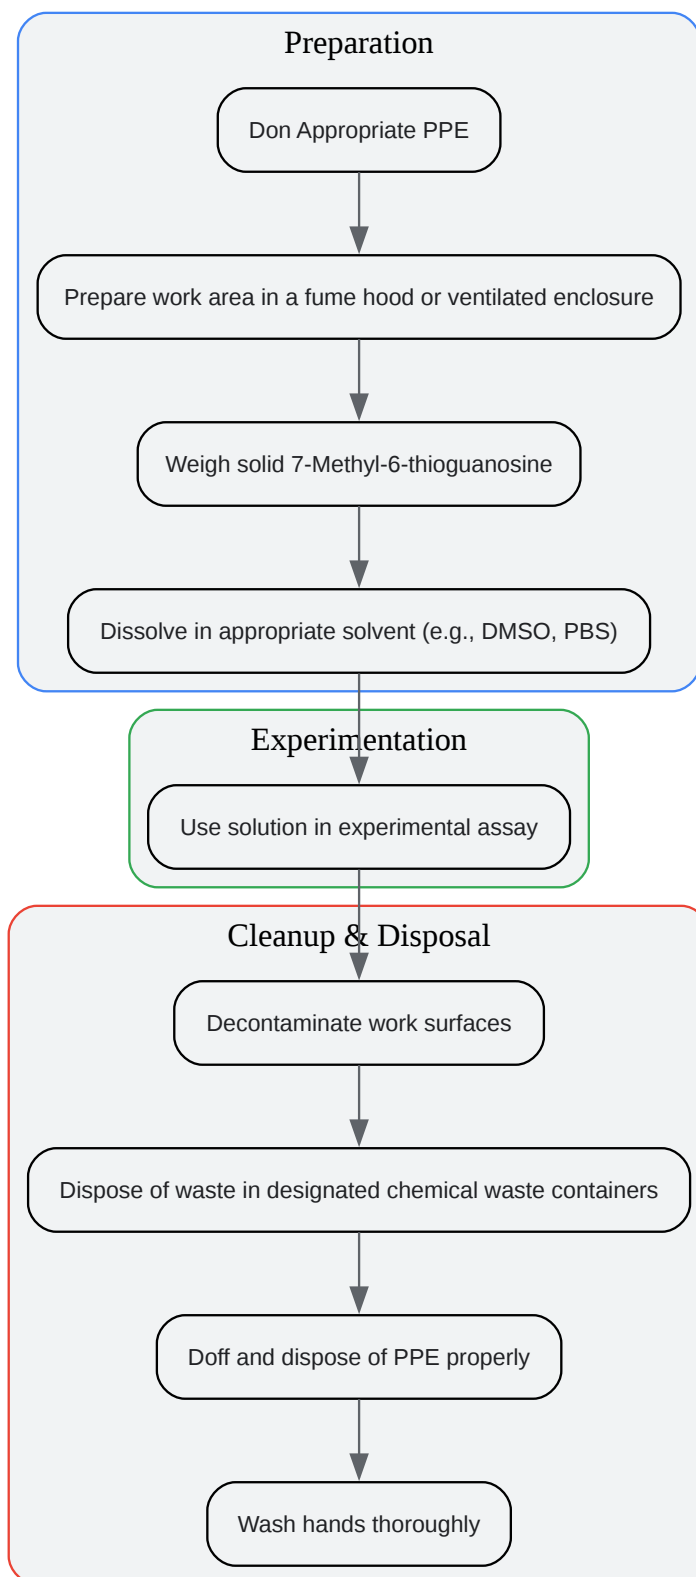 Preparation
Don Appropriate PPE
Prepare work area in a fume hood or ventilated enclosure
Weigh solid 7-Methyl-6-thioguanosine
Dissolve in appropriate solvent (e.g., DMSO, PBS)
Experimentation
Use solution in experimental assay
Cleanup & Disposal
Decontaminate work surfaces
Dispose of waste in designated chemical waste containers
Doff and dispose of PPE properly
Wash hands thoroughly